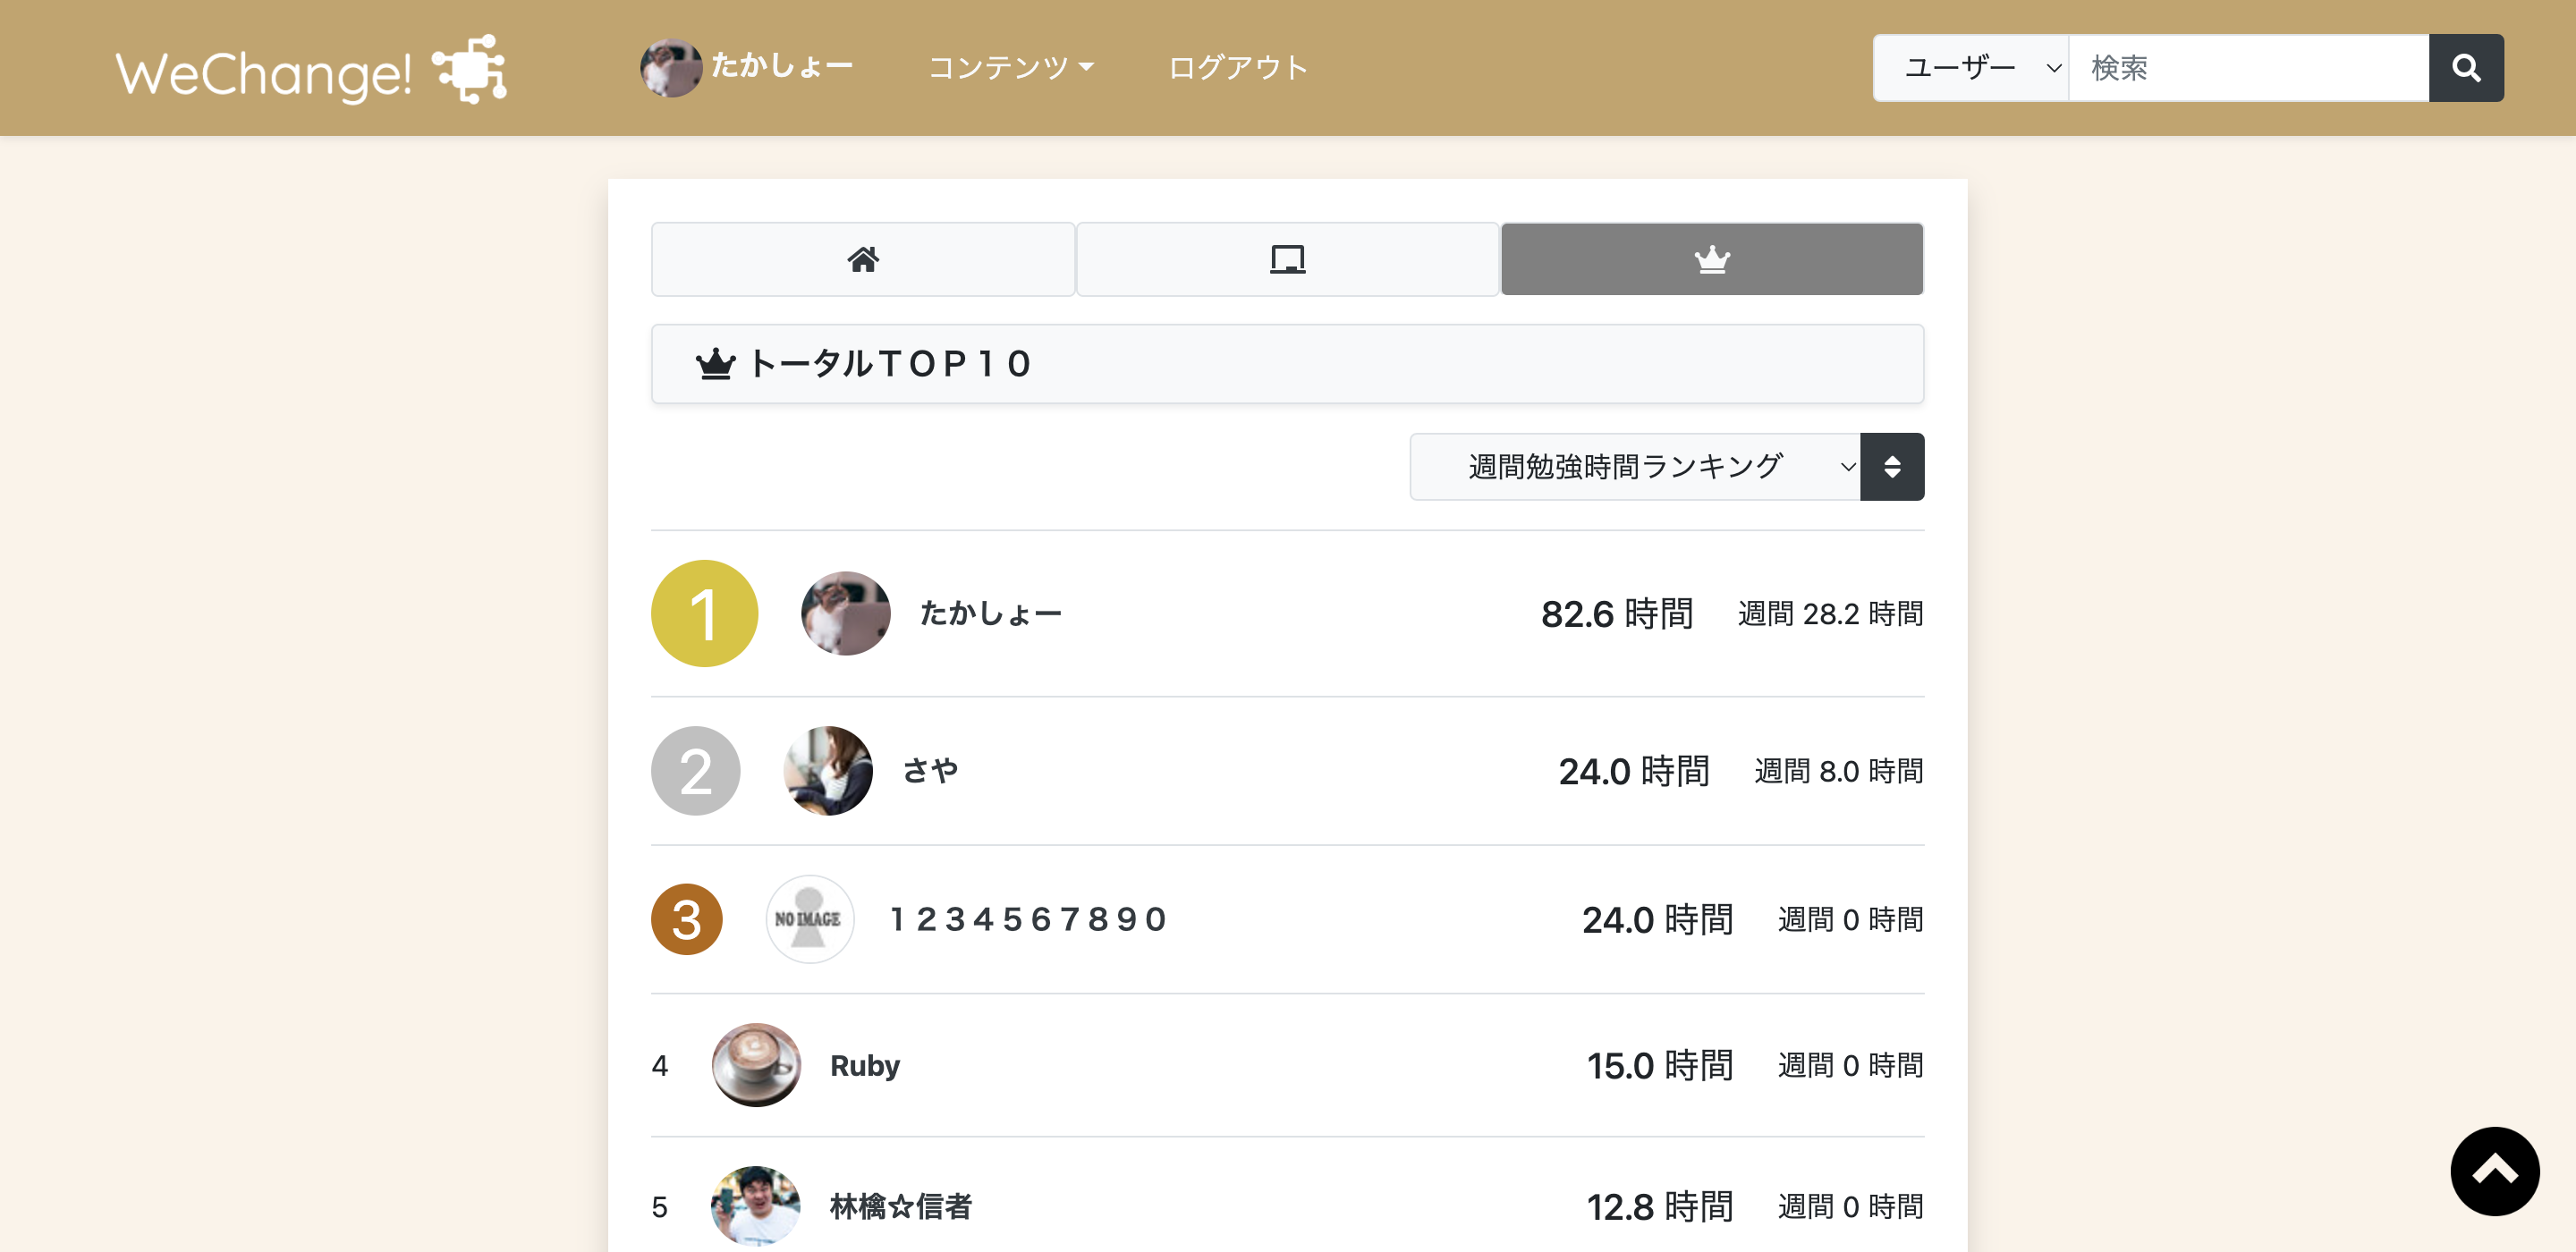 WeChange!
たかしょー
コンテンツ
ログアウト
ユーザー
検索
トータルＴＯＰ１０
週間勉強時間ランキング
1 たかしょー 82.6 時間 週間 28.2 時間
2 さや 24.0 時間 週間 8.0 時間
3 NO IMAGE １２３４５６７８９０ 24.0 時間 週間 0 時間
4 Ruby 15.0 時間 週間 0 時間
5 林檎☆信者 12.8 時間 週間 0 時間